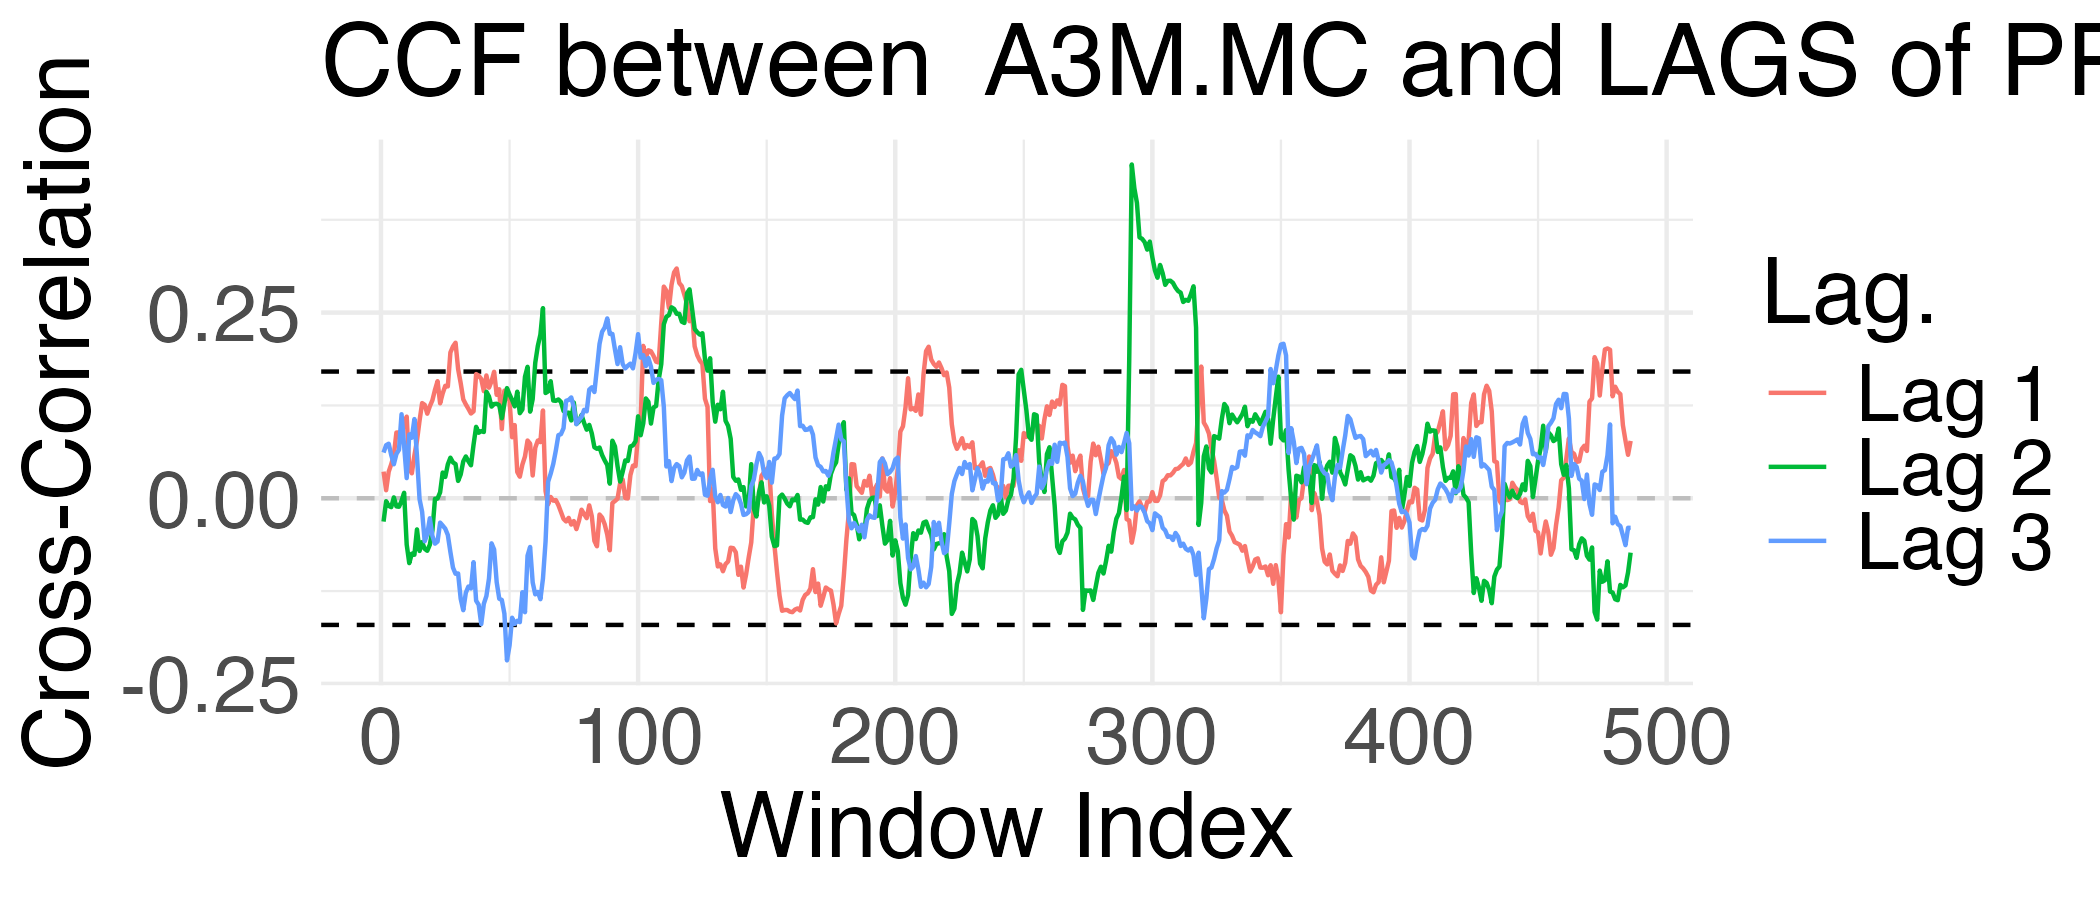 CCF between  A3M.MC and LAGS of
Cross-Correlation
0.25
0.00
-0.25
0
100
200
300
400
500
Window Index
Lag.
Lag 1
Lag 2
Lag 3